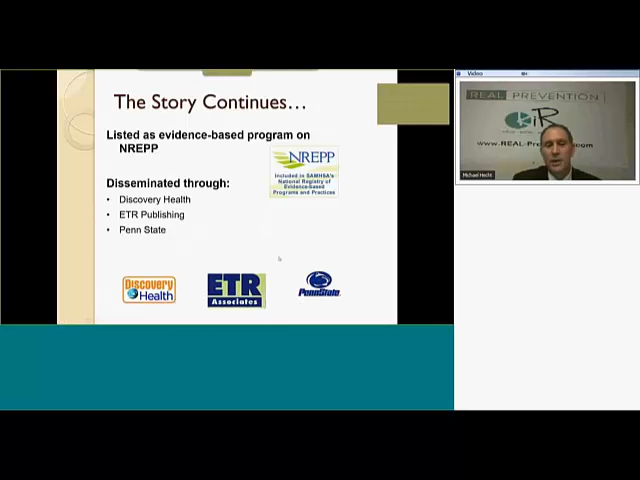 The Story Continues…
Listed as evidence-based program on
NREPP
NREPP
Included in SAMHSA's
National Registry of
Evidence-Based
Programs and Practices
Disseminated through:
• Discovery Health
• ETR Publishing
• Penn State
Discovery
Health
ETR
Associates
PennState
Video
REAL PREVENTION
kiR
www.REAL-Pre
.com
Michael Hecht